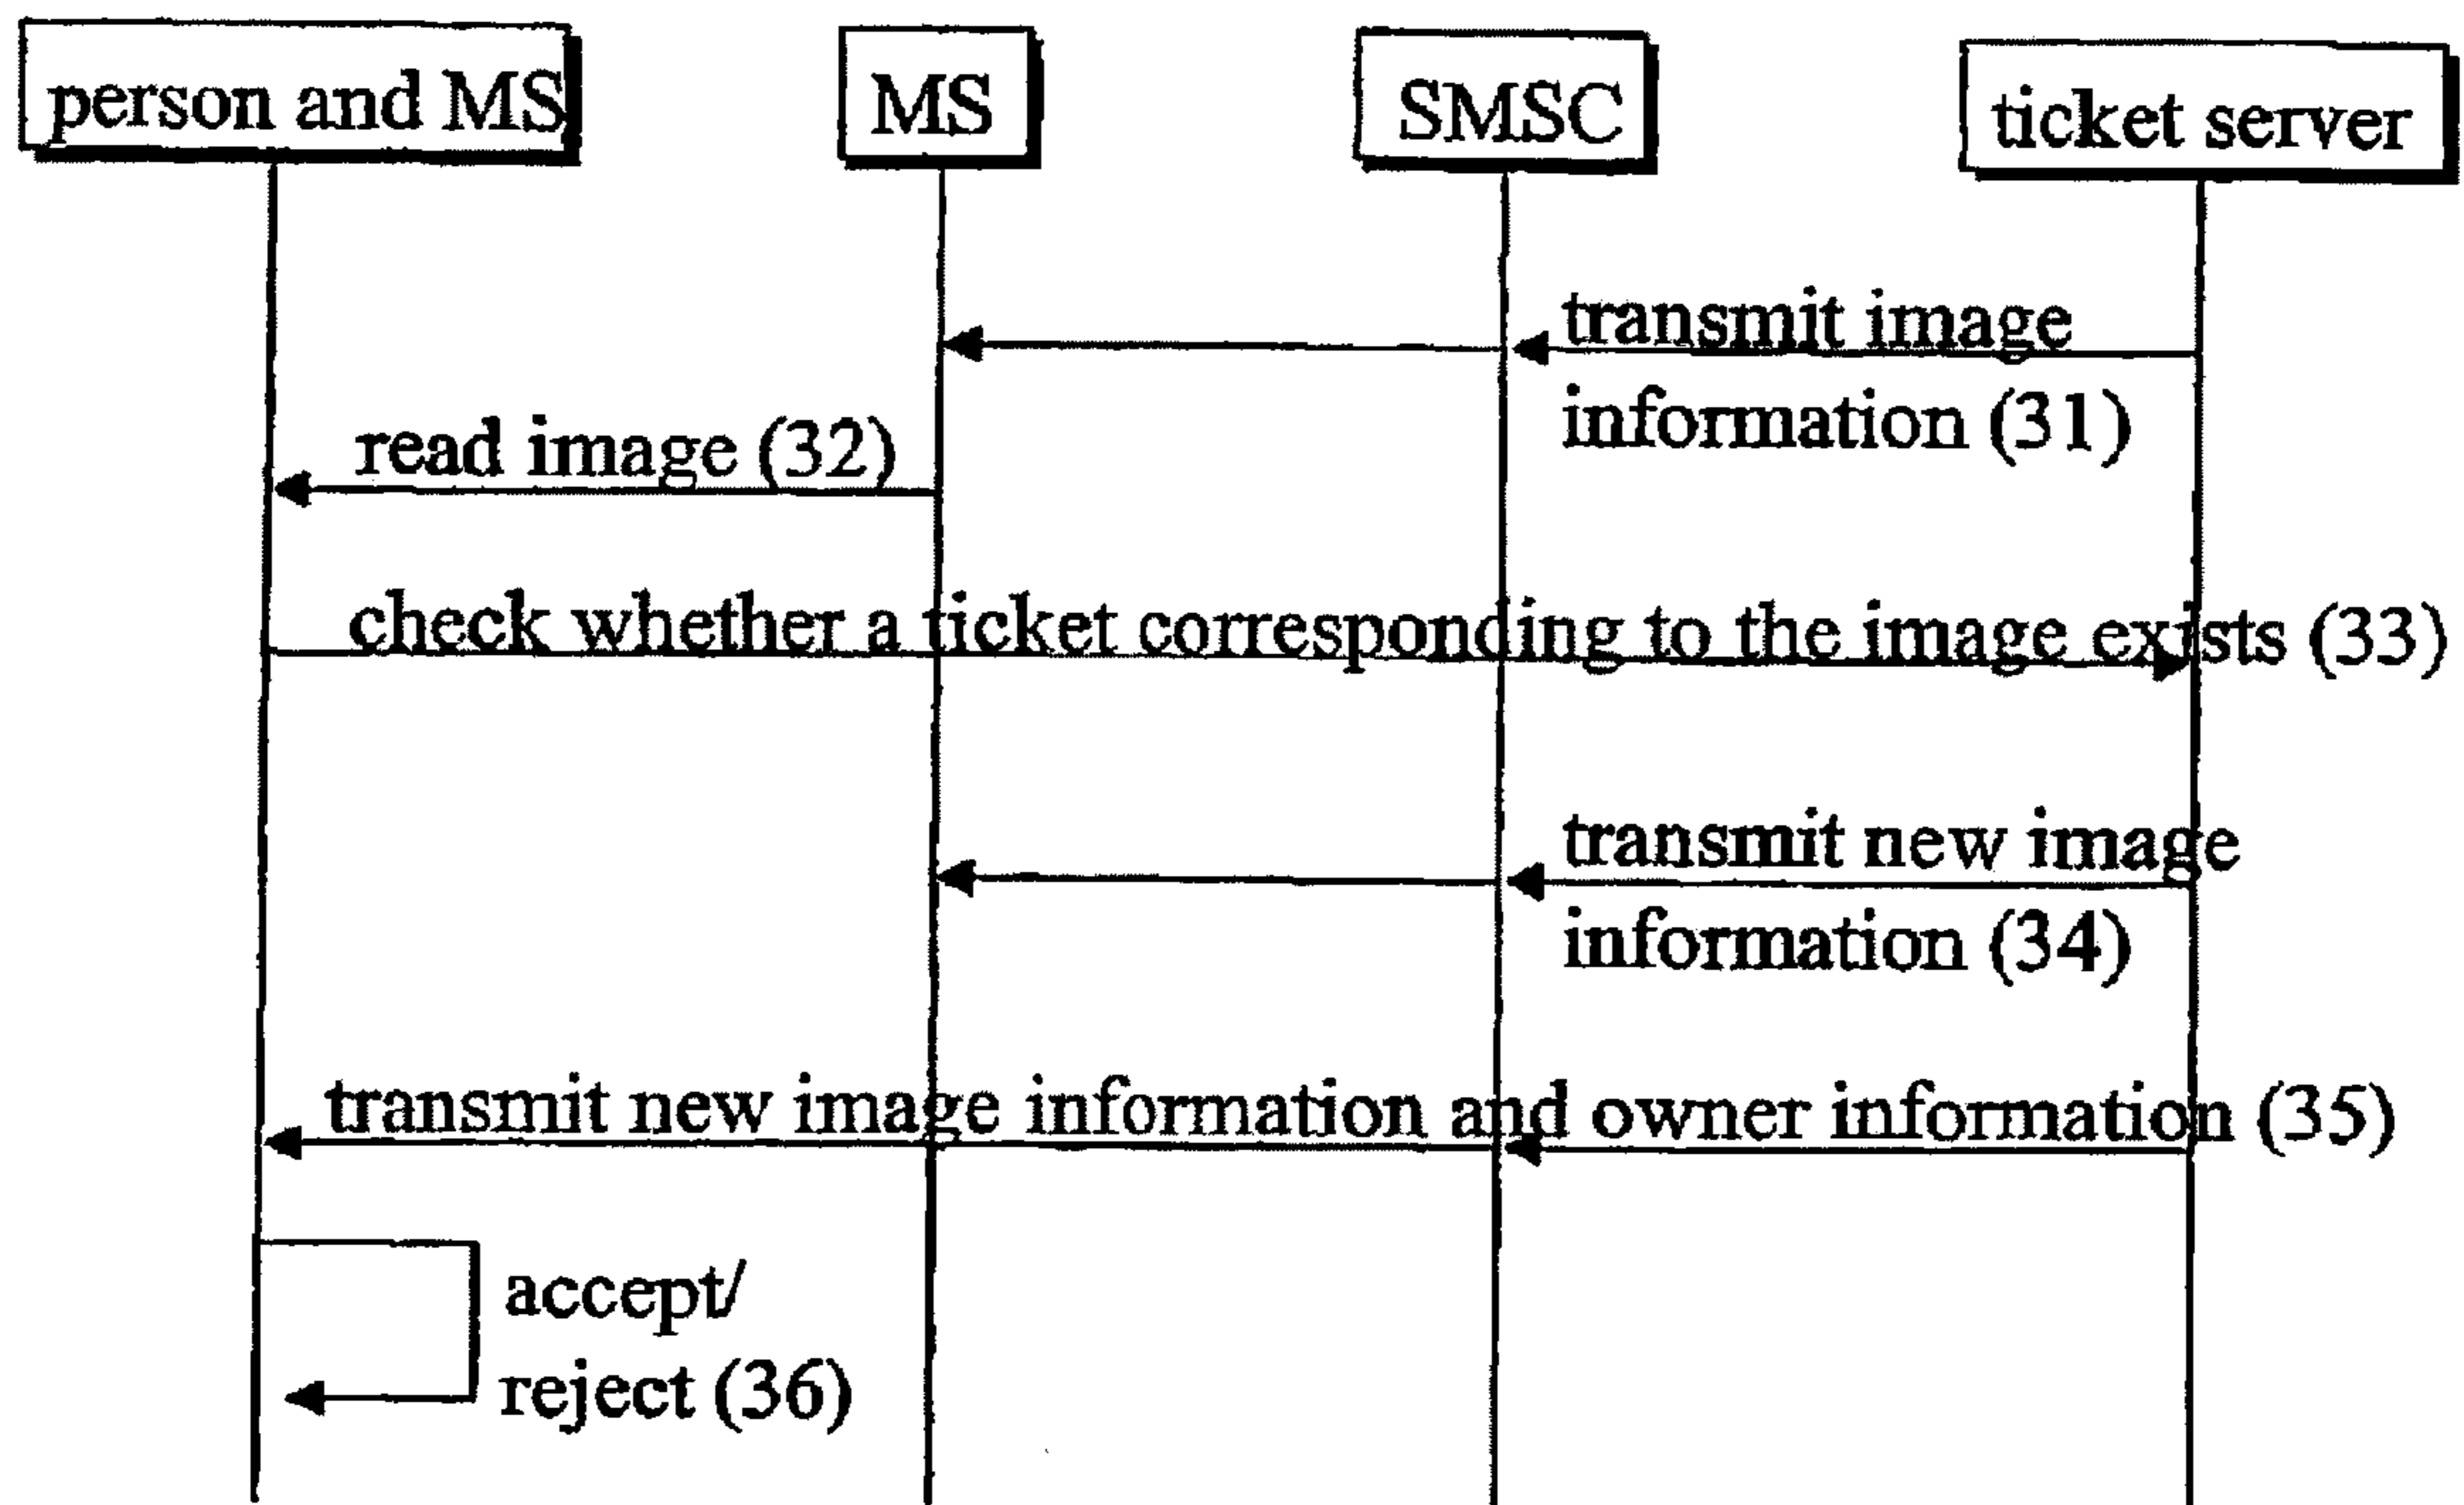 person and MS
MS
SMSC
ticket server
transmit image
information (31)
read image (32)
check whether a ticket corresponding to the image exists (33)
transmit new image
information (34)
transmit new image information and owner information (35)
accept/
reject (36)